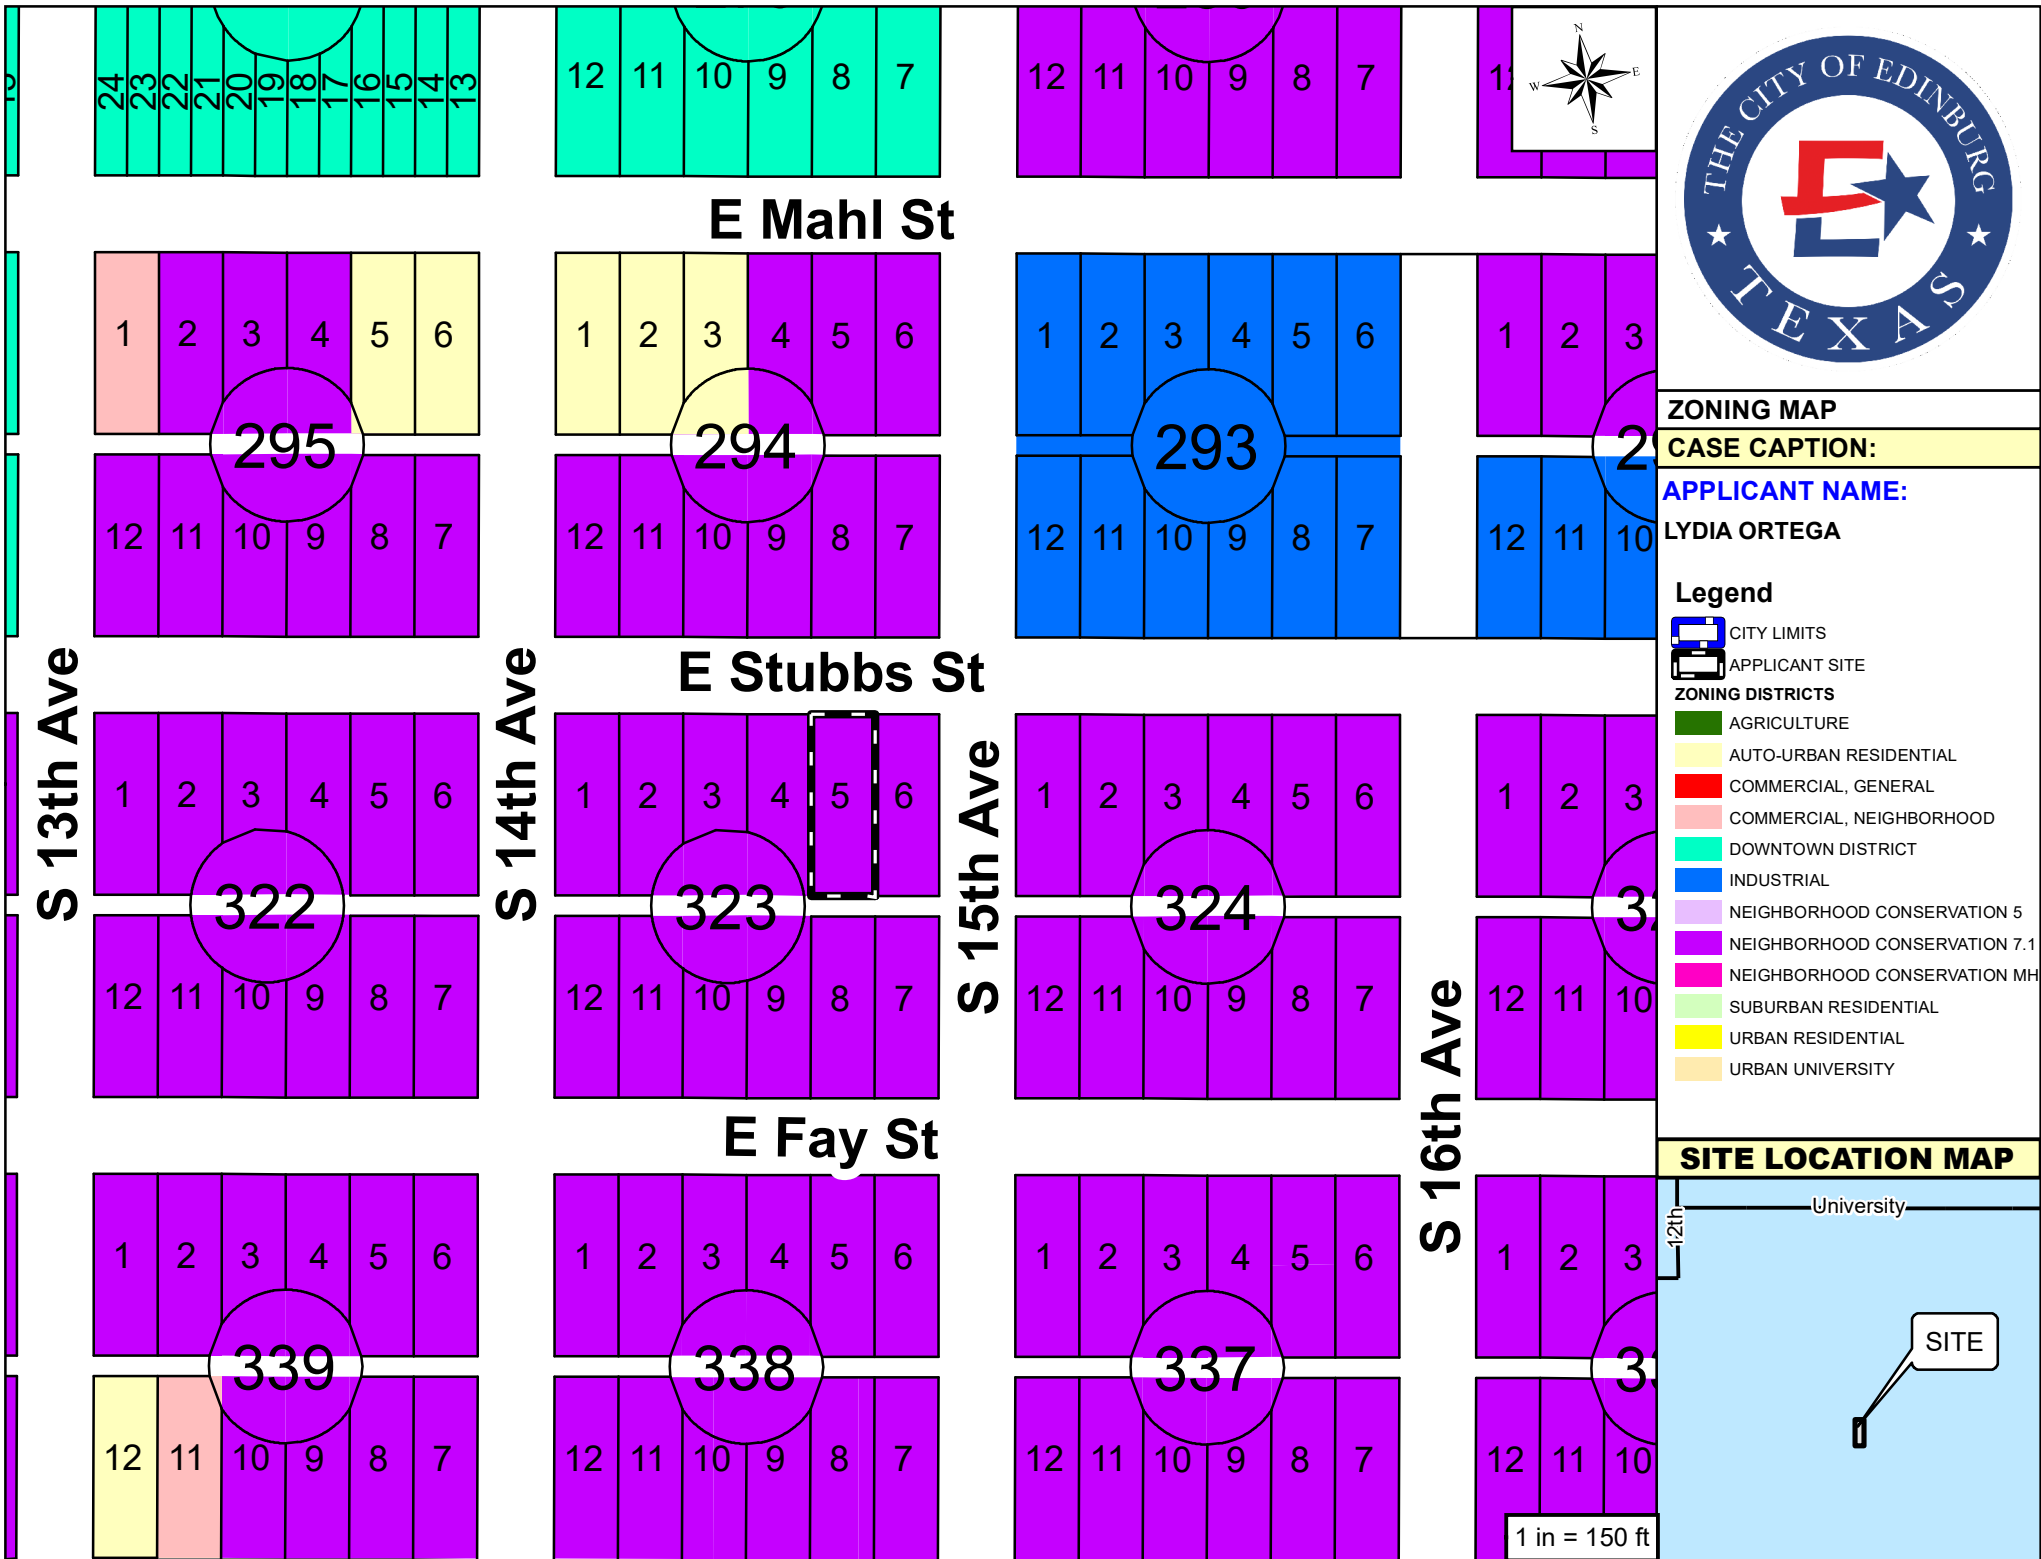 24 23 22 21 20 19 18 17 16 15 14 13
12 11 10 9 8 7
12 11 10 9 8 7
N
W E
S
E Mahl St
1 2 3 4 5 6
295
12 11 10 9 8 7
1 2 3 4 5 6
294
12 11 10 9 8 7
1 2 3 4 5 6
293
12 11 10 9 8 7
1 2 3
12 11 10
E Stubbs St
S 13th Ave
S 14th Ave
S 15th Ave
S 16th Ave
1 2 3 4 5 6
322
12 11 10 9 8 7
1 2 3 4 5 6
323
12 11 10 9 8 7
1 2 3 4 5 6
324
12 11 10 9 8 7
1 2 3
12 11 10
E Fay St
1 2 3 4 5 6
339
12 11 10 9 8 7
1 2 3 4 5 6
338
12 11 10 9 8 7
1 2 3 4 5 6
337
12 11 10 9 8 7
1 2 3
12 11 10
1 in = 150 ft
THE CITY OF EDINBURG
TEXAS
ZONING MAP
CASE CAPTION:
APPLICANT NAME:
LYDIA ORTEGA
Legend
CITY LIMITS
APPLICANT SITE
ZONING DISTRICTS
AGRICULTURE
AUTO-URBAN RESIDENTIAL
COMMERCIAL, GENERAL
COMMERCIAL, NEIGHBORHOOD
DOWNTOWN DISTRICT
INDUSTRIAL
NEIGHBORHOOD CONSERVATION 5
NEIGHBORHOOD CONSERVATION 7.1
NEIGHBORHOOD CONSERVATION MH
SUBURBAN RESIDENTIAL
URBAN RESIDENTIAL
URBAN UNIVERSITY
SITE LOCATION MAP
University
12th
SITE